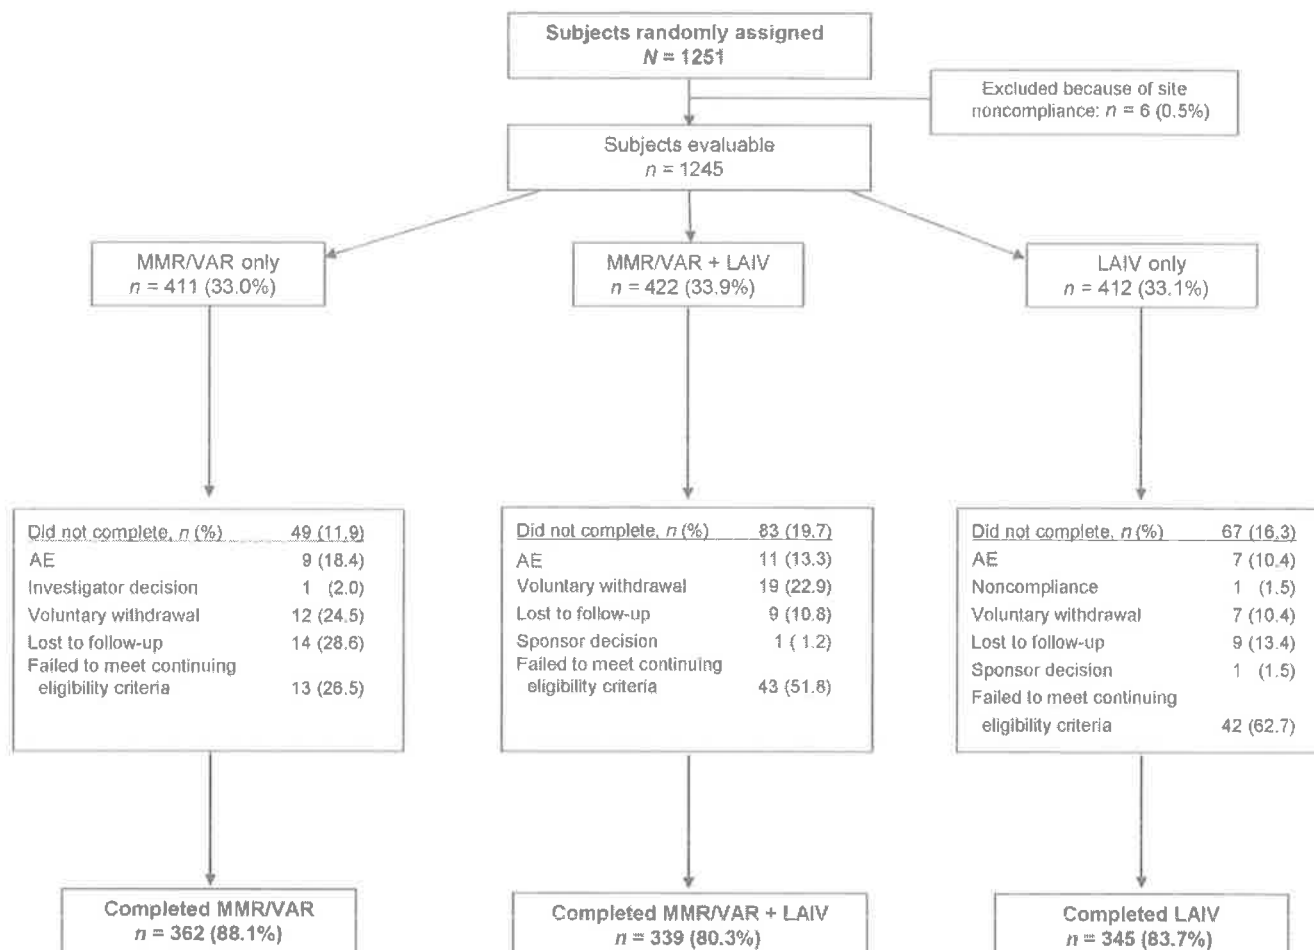 Subjects randomly assigned
N = 1251
Excluded because of site
noncompliance: n = 6 (0.5%)
Subjects evaluable
n = 1245
MMR/VAR only
n = 411 (33.0%)
MMR/VAR + LAIV
n = 422 (33.9%)
LAIV only
n = 412 (33.1%)
Did not complete, n (%) 49 (11.9)
AE 9 (18.4)
Investigator decision 1 (2.0)
Voluntary withdrawal 12 (24.5)
Lost to follow-up 14 (28.6)
Failed to meet continuing
eligibility criteria 13 (26.5)
Did not complete, n (%) 83 (19.7)
AE 11 (13.3)
Voluntary withdrawal 19 (22.9)
Lost to follow-up 9 (10.8)
Sponsor decision 1 ( 1.2)
Failed to meet continuing
eligibility criteria 43 (51.8)
Did not complete, n (%) 67 (16.3)
AE 7 (10.4)
Noncompliance 1 (1.5)
Voluntary withdrawal 7 (10.4)
Lost to follow-up 9 (13.4)
Sponsor decision 1 (1.5)
Failed to meet continuing
eligibility criteria 42 (62.7)
Completed MMR/VAR
n = 362 (88.1%)
Completed MMR/VAR + LAIV
n = 339 (80.3%)
Completed LAIV
n = 345 (83.7%)